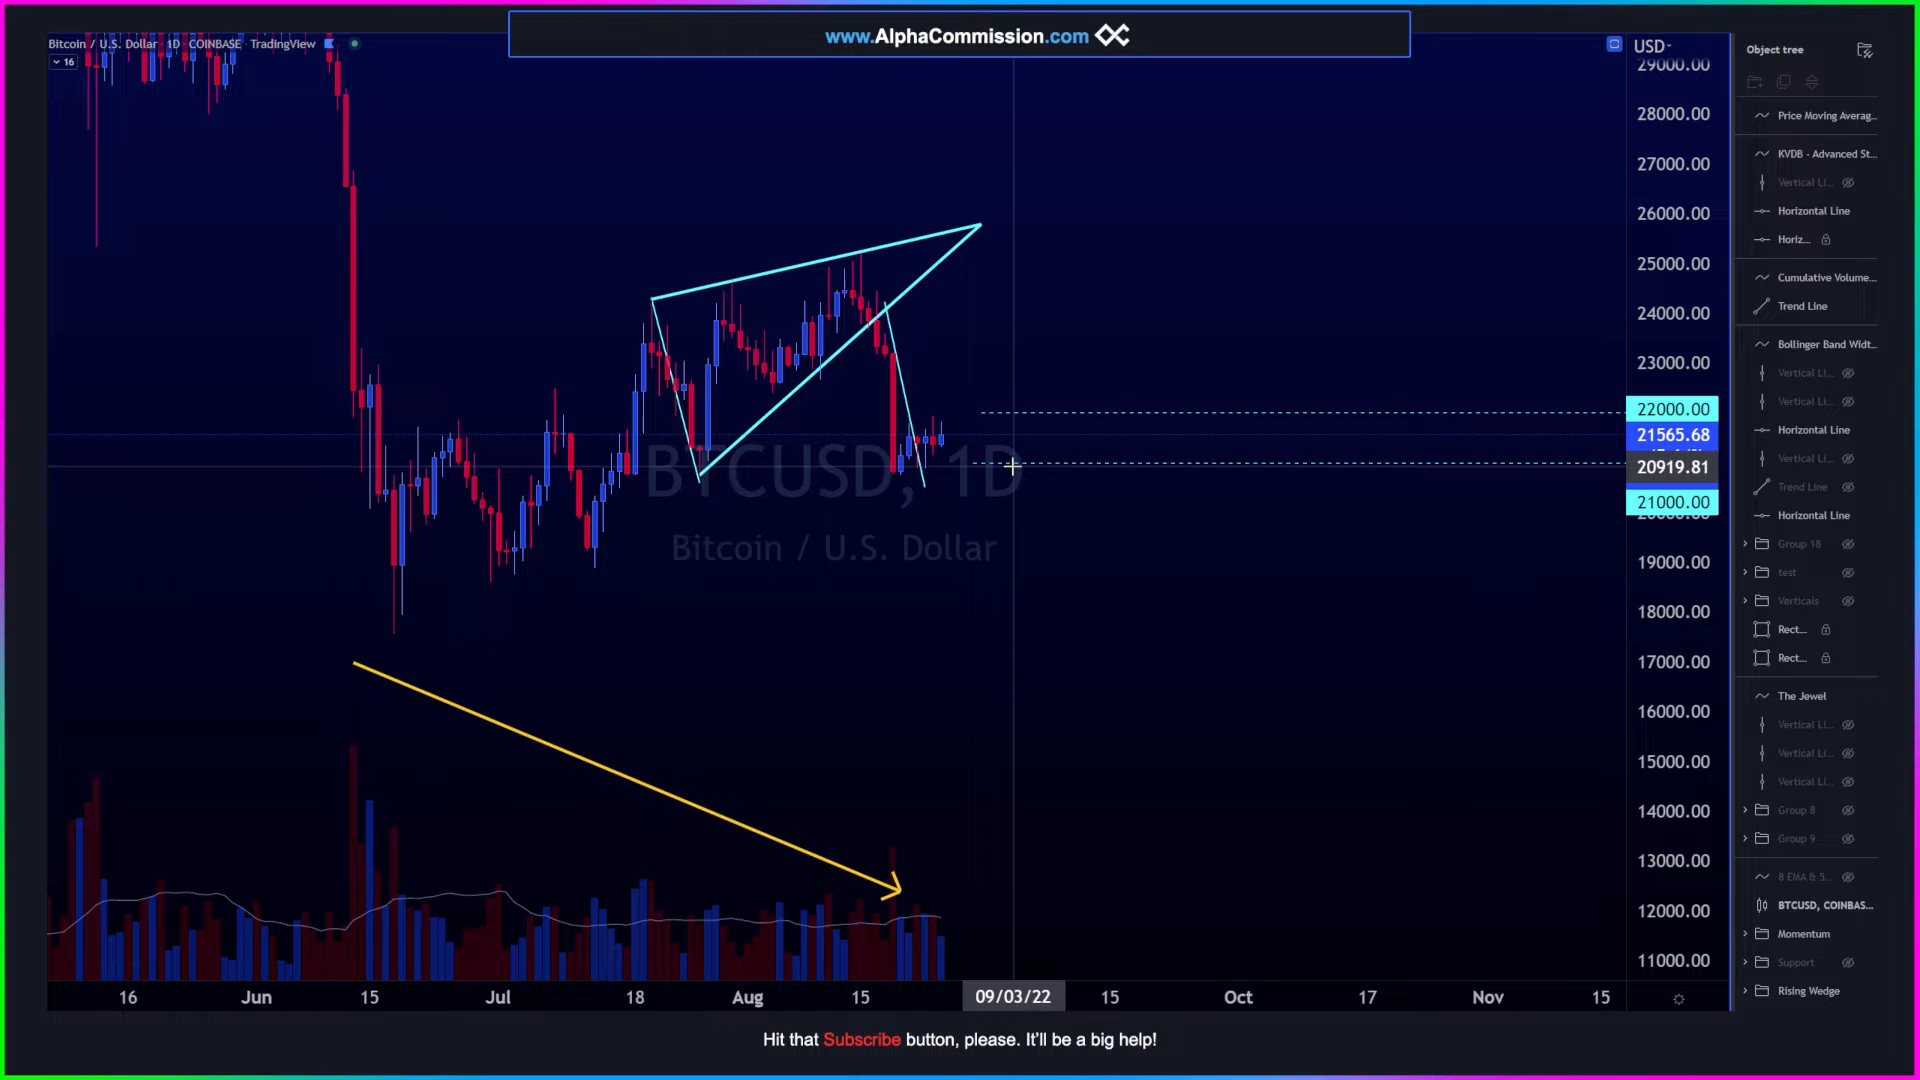 www.AlphaCommission.com
Bitcoin / U.S. Dollar · 1D · COINBASE · TradingView
16
USD
29000.00
28000.00
27000.00
26000.00
25000.00
24000.00
23000.00
22000.00
21565.68
20919.81
21000.00
19000.00
18000.00
17000.00
16000.00
15000.00
14000.00
13000.00
12000.00
11000.00
BTCUSD, 1D
Bitcoin / U.S. Dollar
16
Jun
15
Jul
18
Aug
15
09/03/22
15
Oct
17
Nov
15
Object tree
Price Moving Averag...
KVDB - Advanced St...
Vertical Li...
Horizontal Line
Horiz...
Cumulative Volume...
Trend Line
Bollinger Band Widt...
Vertical Li...
Vertical Li...
Horizontal Line
Vertical Li...
Trend Line
Horizontal Line
Group 18
test
Verticals
Rect...
Rect...
The Jewel
Vertical Li...
Vertical Li...
Vertical Li...
Group 8
Group 9
8 EMA & 5...
BTCUSD, COINBAS...
Momentum
Support
Rising Wedge
Hit that Subscribe button, please. It'll be a big help!